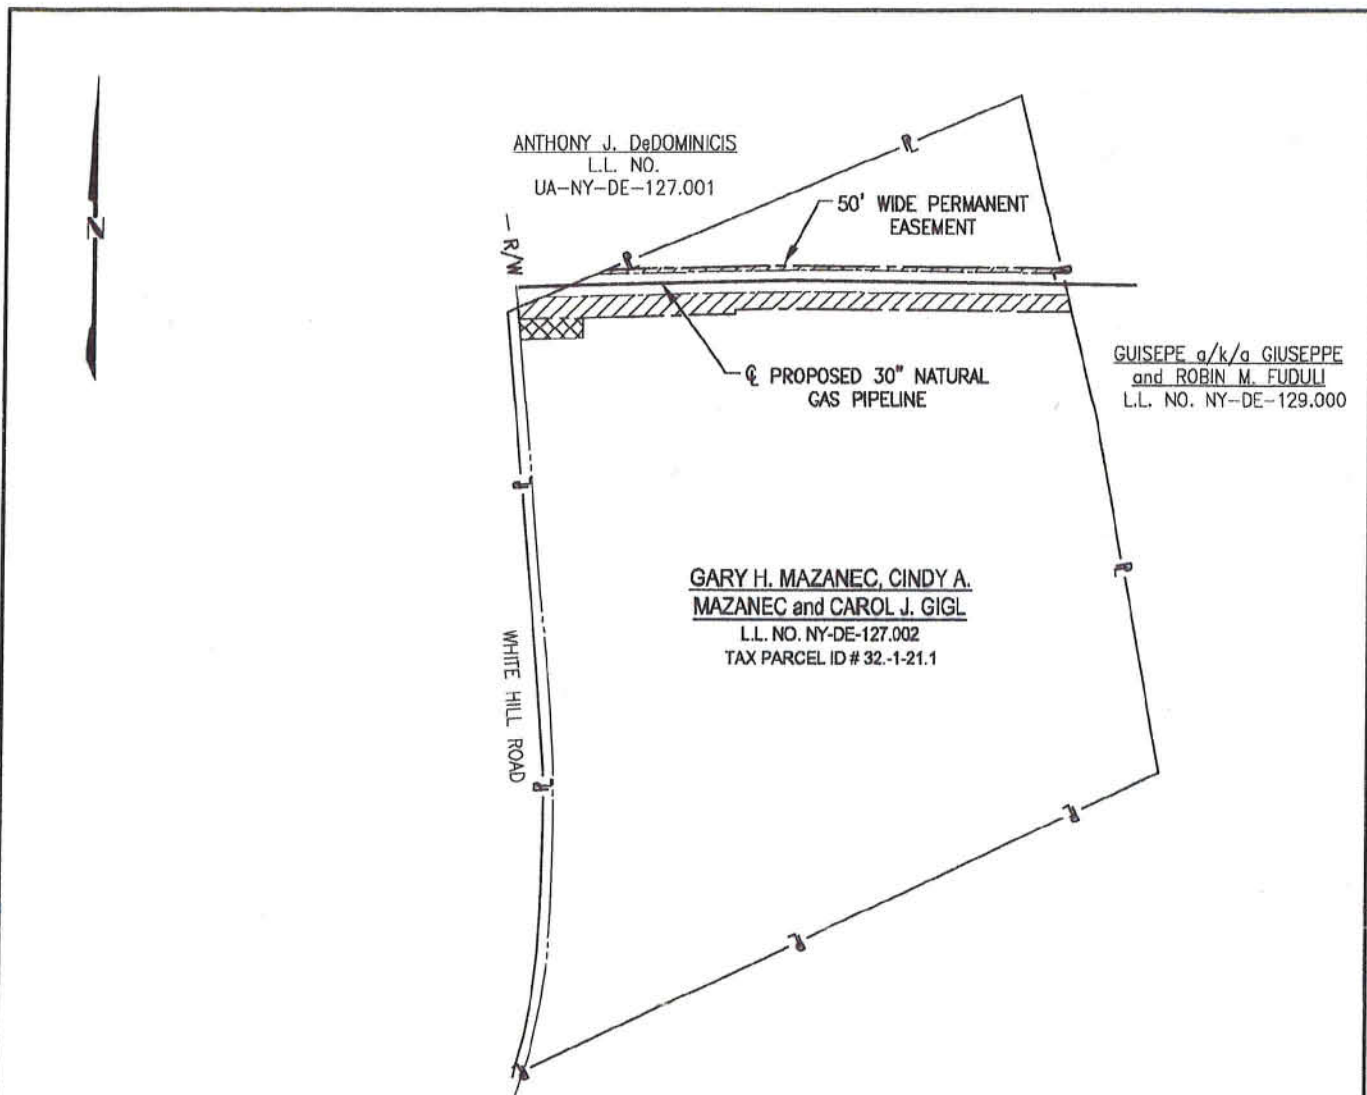 N
ANTHONY J. DeDOMINICIS
L.L. NO.
UA-NY-DE-127.001
R/W
50' WIDE PERMANENT
EASEMENT
℄ PROPOSED 30" NATURAL
GAS PIPELINE
GUISEPE a/k/a GIUSEPPE
and ROBIN M. FUDULI
L.L. NO. NY-DE-129.000
GARY H. MAZANEC, CINDY A.
MAZANEC and CAROL J. GIGL
L.L. NO. NY-DE-127.002
TAX PARCEL ID # 32.-1-21.1
WHITE HILL ROAD